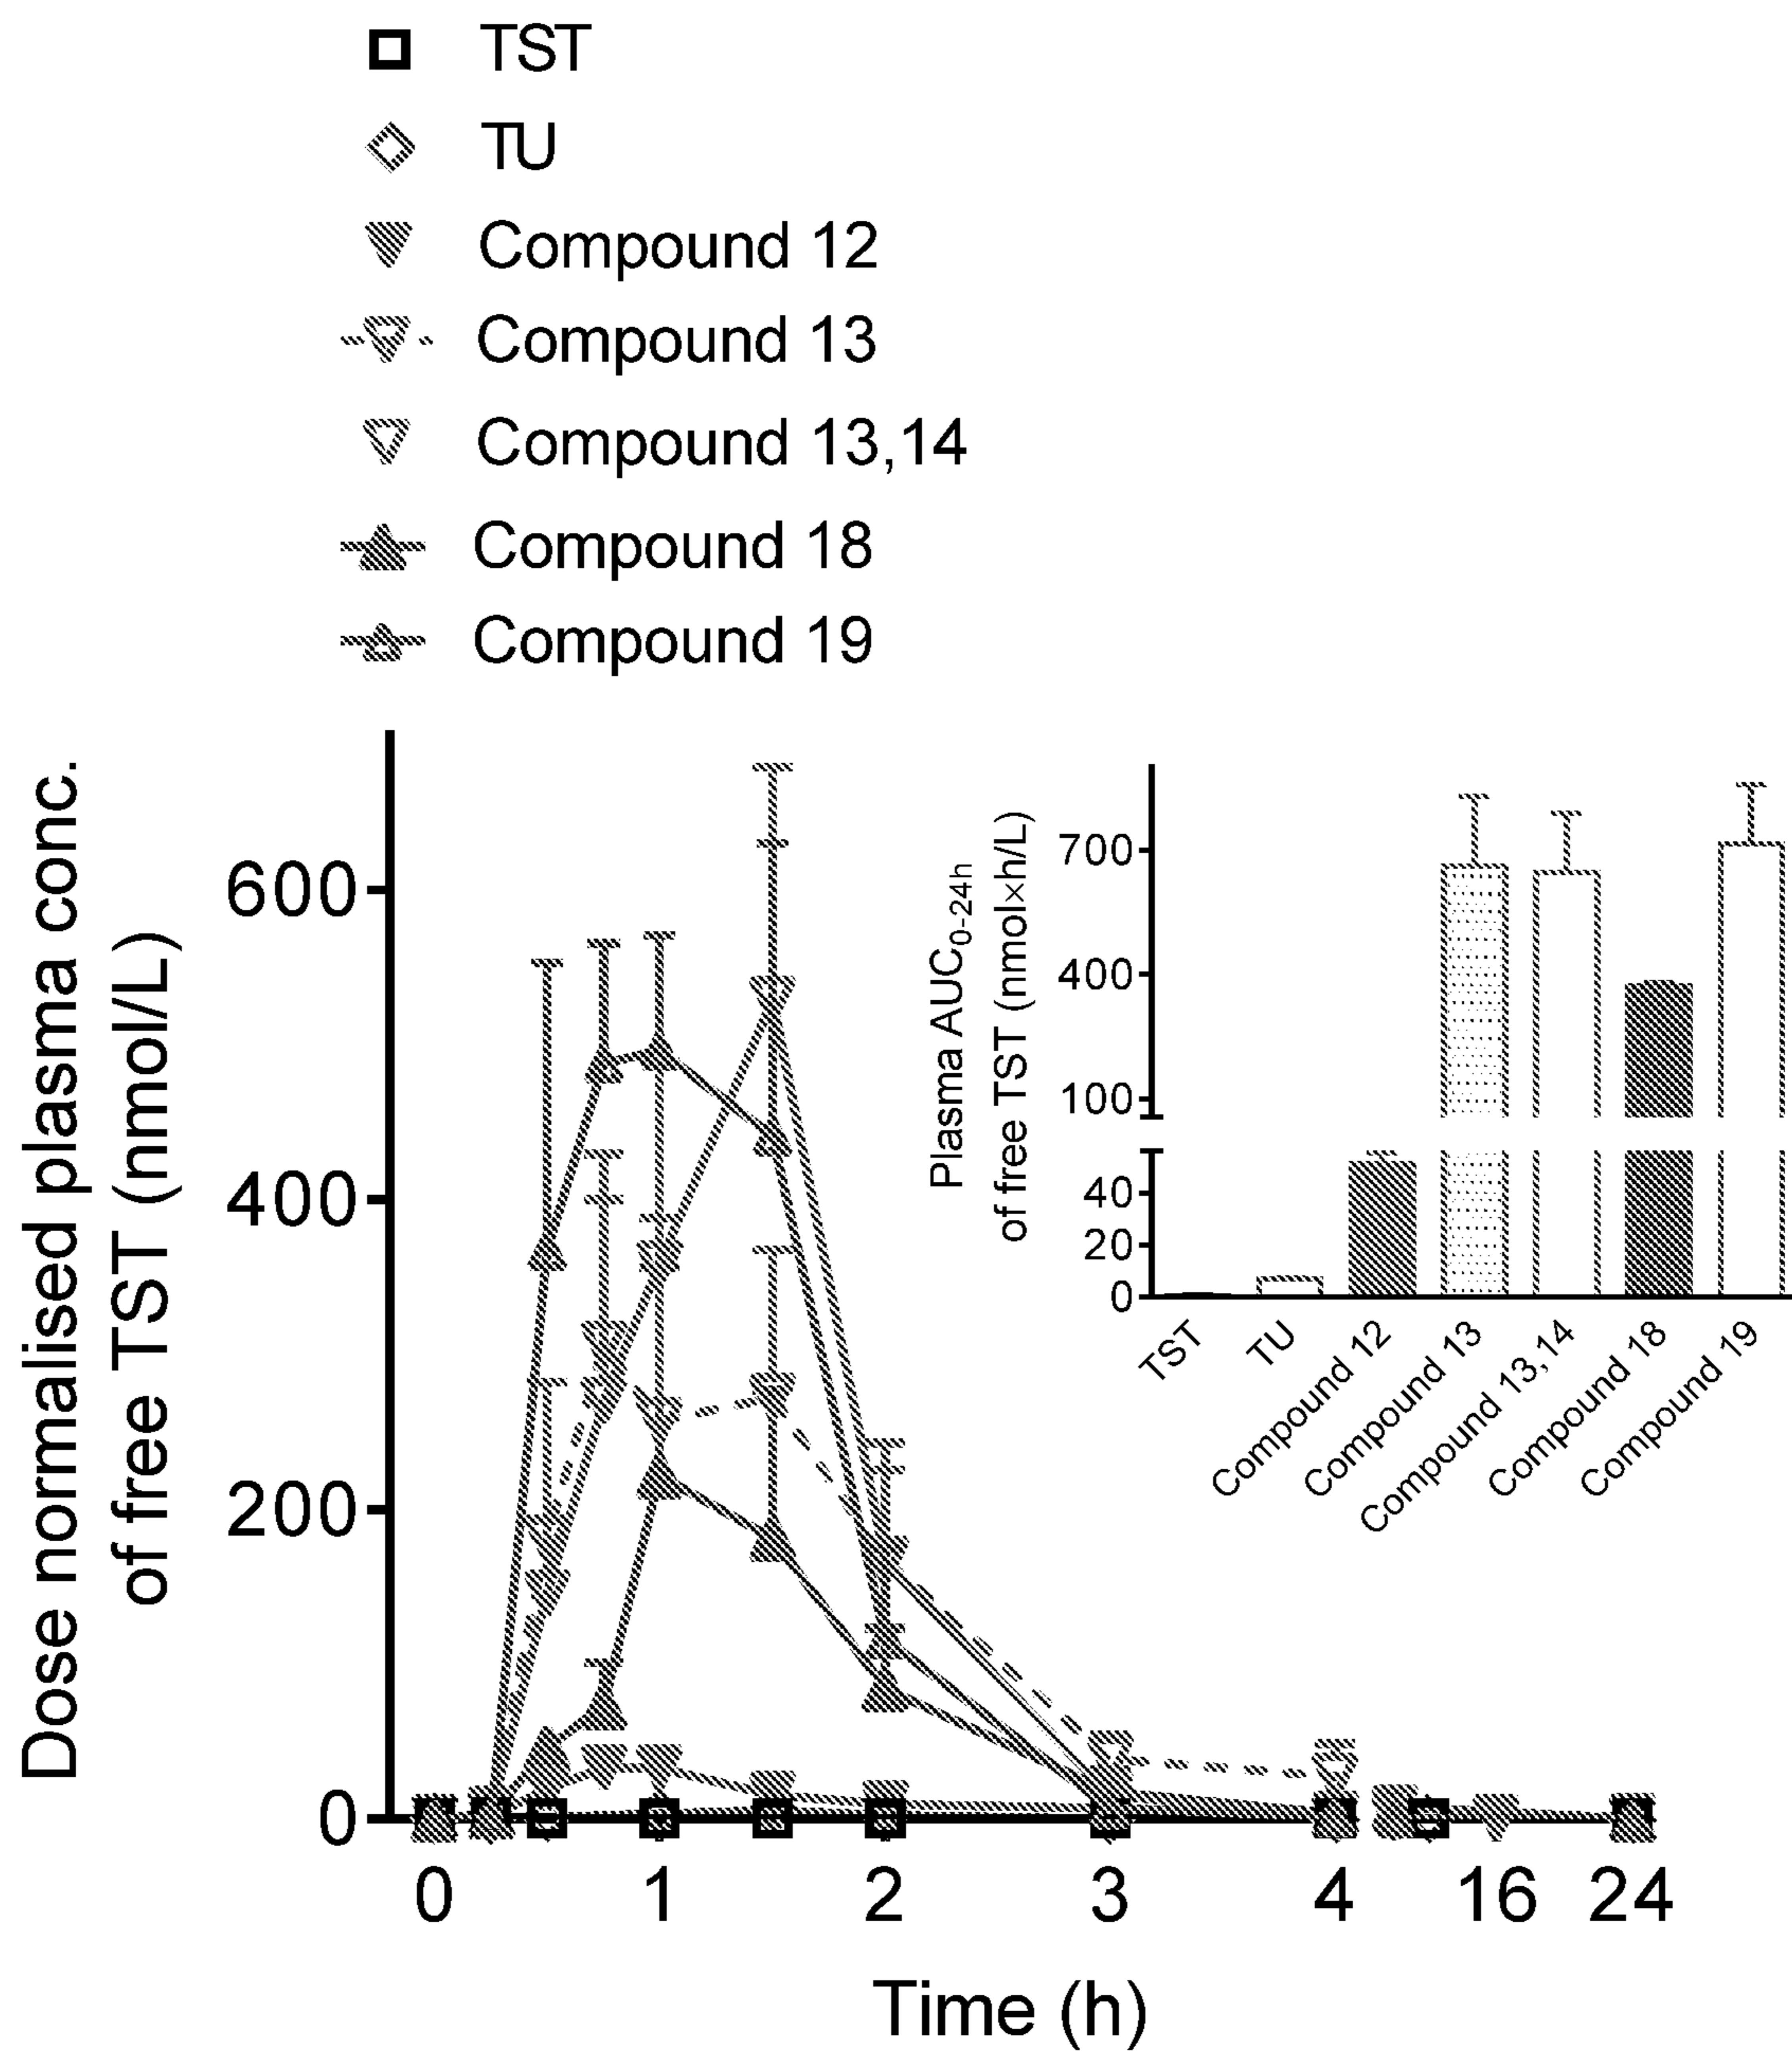 TST
TU
Compound 12
Compound 13
Compound 13,14
Compound 18
Compound 19
Dose normalised plasma conc.
of free TST (nmol/L)
600
400
200
0
0 1 2 3 4 16 24
Time (h)
Plasma AUC0-24h
of free TST (nmol×h/L)
700
400
100
40
20
0
TST
TU
Compound 12
Compound 13
Compound 13,14
Compound 18
Compound 19